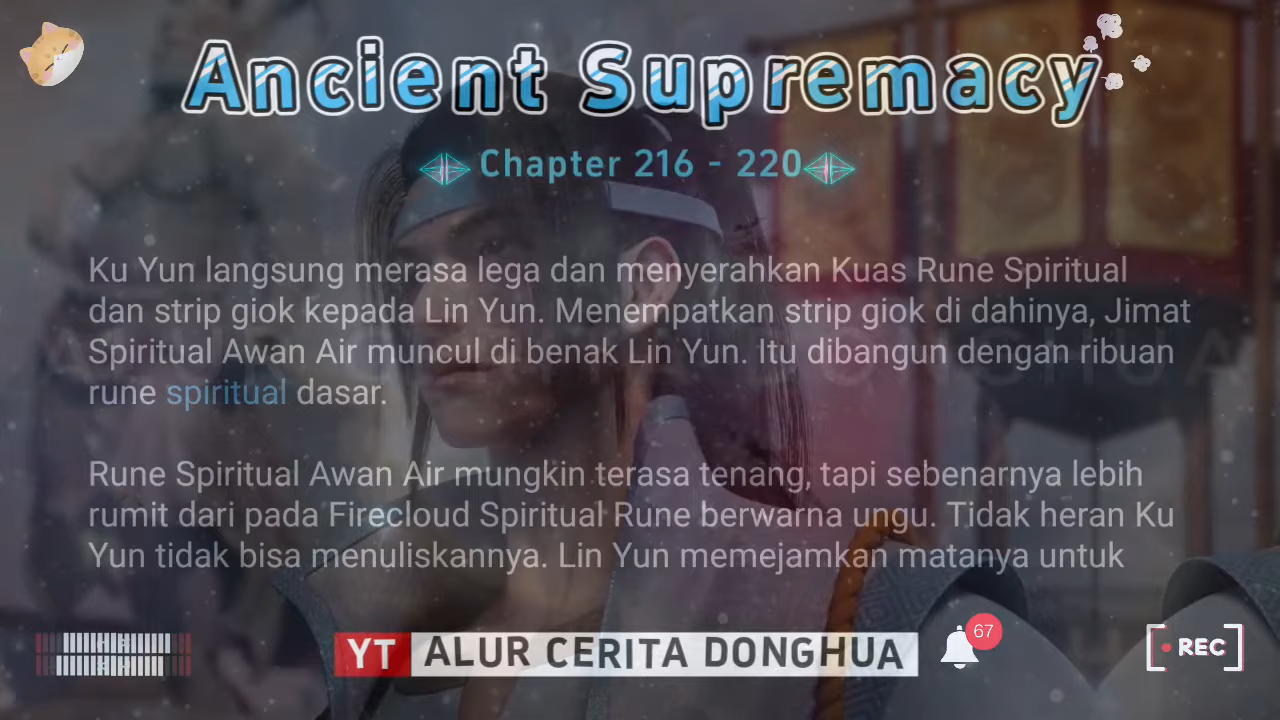 Ancient Supremacy
Chapter 216 - 220
Ku Yun langsung merasa lega dan menyerahkan Kuas Rune Spiritual
dan strip giok kepada Lin Yun. Menempatkan strip giok di dahinya, Jimat
Spiritual Awan Air muncul di benak Lin Yun. Itu dibangun dengan ribuan
rune spiritual dasar.
Rune Spiritual Awan Air mungkin terasa tenang, tapi sebenarnya lebih
rumit dari pada Firecloud Spiritual Rune berwarna ungu. Tidak heran Ku
Yun tidak bisa menuliskannya. Lin Yun memejamkan matanya untuk
YT ALUR CERITA DONGHUA
67
REC